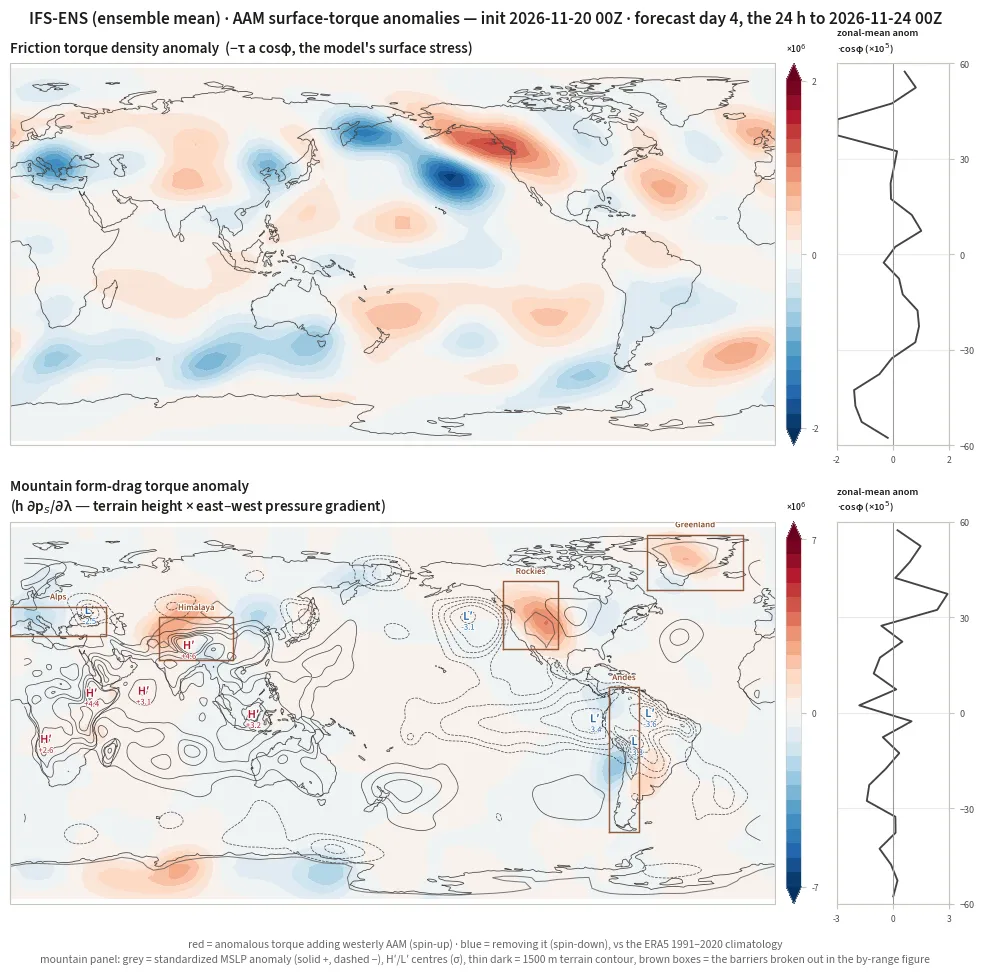 IFS-ENS (ensemble mean) · AAM surface-torque anomalies — init 2026-11-20 00Z · forecast day 4, the 24 h to 2026-11-24 00Z
Friction torque density anomaly (−τ a cosφ, the model's surface stress)
×10⁶
zonal-mean anom
·cosφ (×10⁵)
2
0
-2
60
30
0
−30
−60
-2
0
2
Mountain form-drag torque anomaly
(h ∂pₛ/∂λ — terrain height × east–west pressure gradient)
×10⁶
zonal-mean anom
·cosφ (×10⁵)
Greenland
Rockies
Alps
Himalaya
Andes
L'
L'
-3.1
H'
H'
+4.4
H'
+3.1
H'
+3.2
H'
+2.6
L'
-3.4
L'
-3.6
L'
7
0
-7
60
30
0
−30
−60
-3
0
3
red = anomalous torque adding westerly AAM (spin-up) · blue = removing it (spin-down), vs the ERA5 1991–2020 climatology
mountain panel: grey = standardized MSLP anomaly (solid +, dashed −), H′/L′ centres (σ), thin dark = 1500 m terrain contour, brown boxes = the barriers broken out in the by-range figure